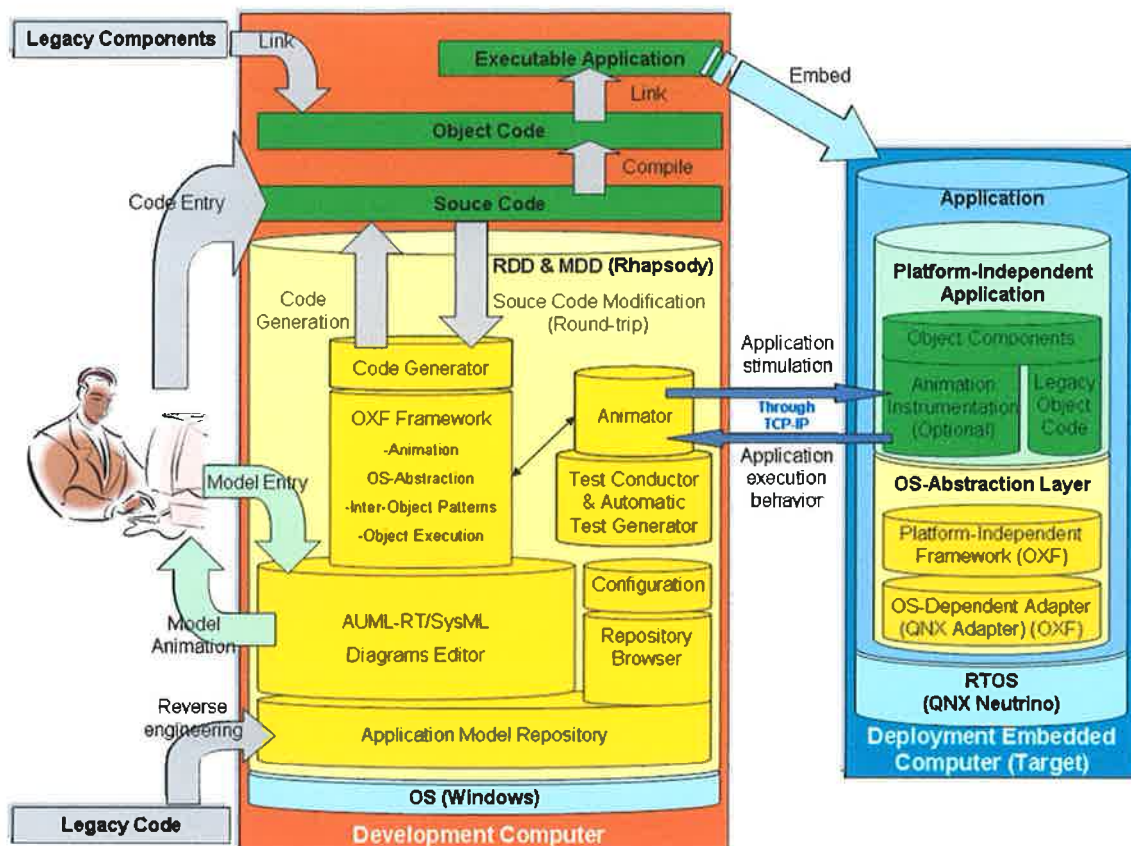 Legacy Components
Link
Executable Application
Embed
Link
Object Code
Compile
Code Entry
Souce Code
RDD & MDD (Rhapsody)
Code
Generation
Souce Code Modification
(Round-trip)
Code Generator
OXF Framework
-Animation
OS-Abstraction
-Inter-Object Patterns
-Object Execution
Animator
Test Conductor
& Automatic
Test Generator
Model Entry
Model
Animation
AUML-RT/SysML
Diagrams Editor
Configuration
Repository
Browser
Reverse
engineering
Application Model Repository
OS (Windows)
Legacy Code
Development Computer
Application
stimulation
Through
TCP-IP
Application
execution
behavior
Application
Platform-Independent
Application
Object Components
Animation
Instrumentation
(Optional)
Legacy
Object
Code
OS-Abstraction Layer
Platform-Independent
Framework (OXF)
OS-Dependent Adapter
(QNX Adapter) (OXF)
RTOS
(QNX Neutrino)
Deployment Embedded
Computer (Target)